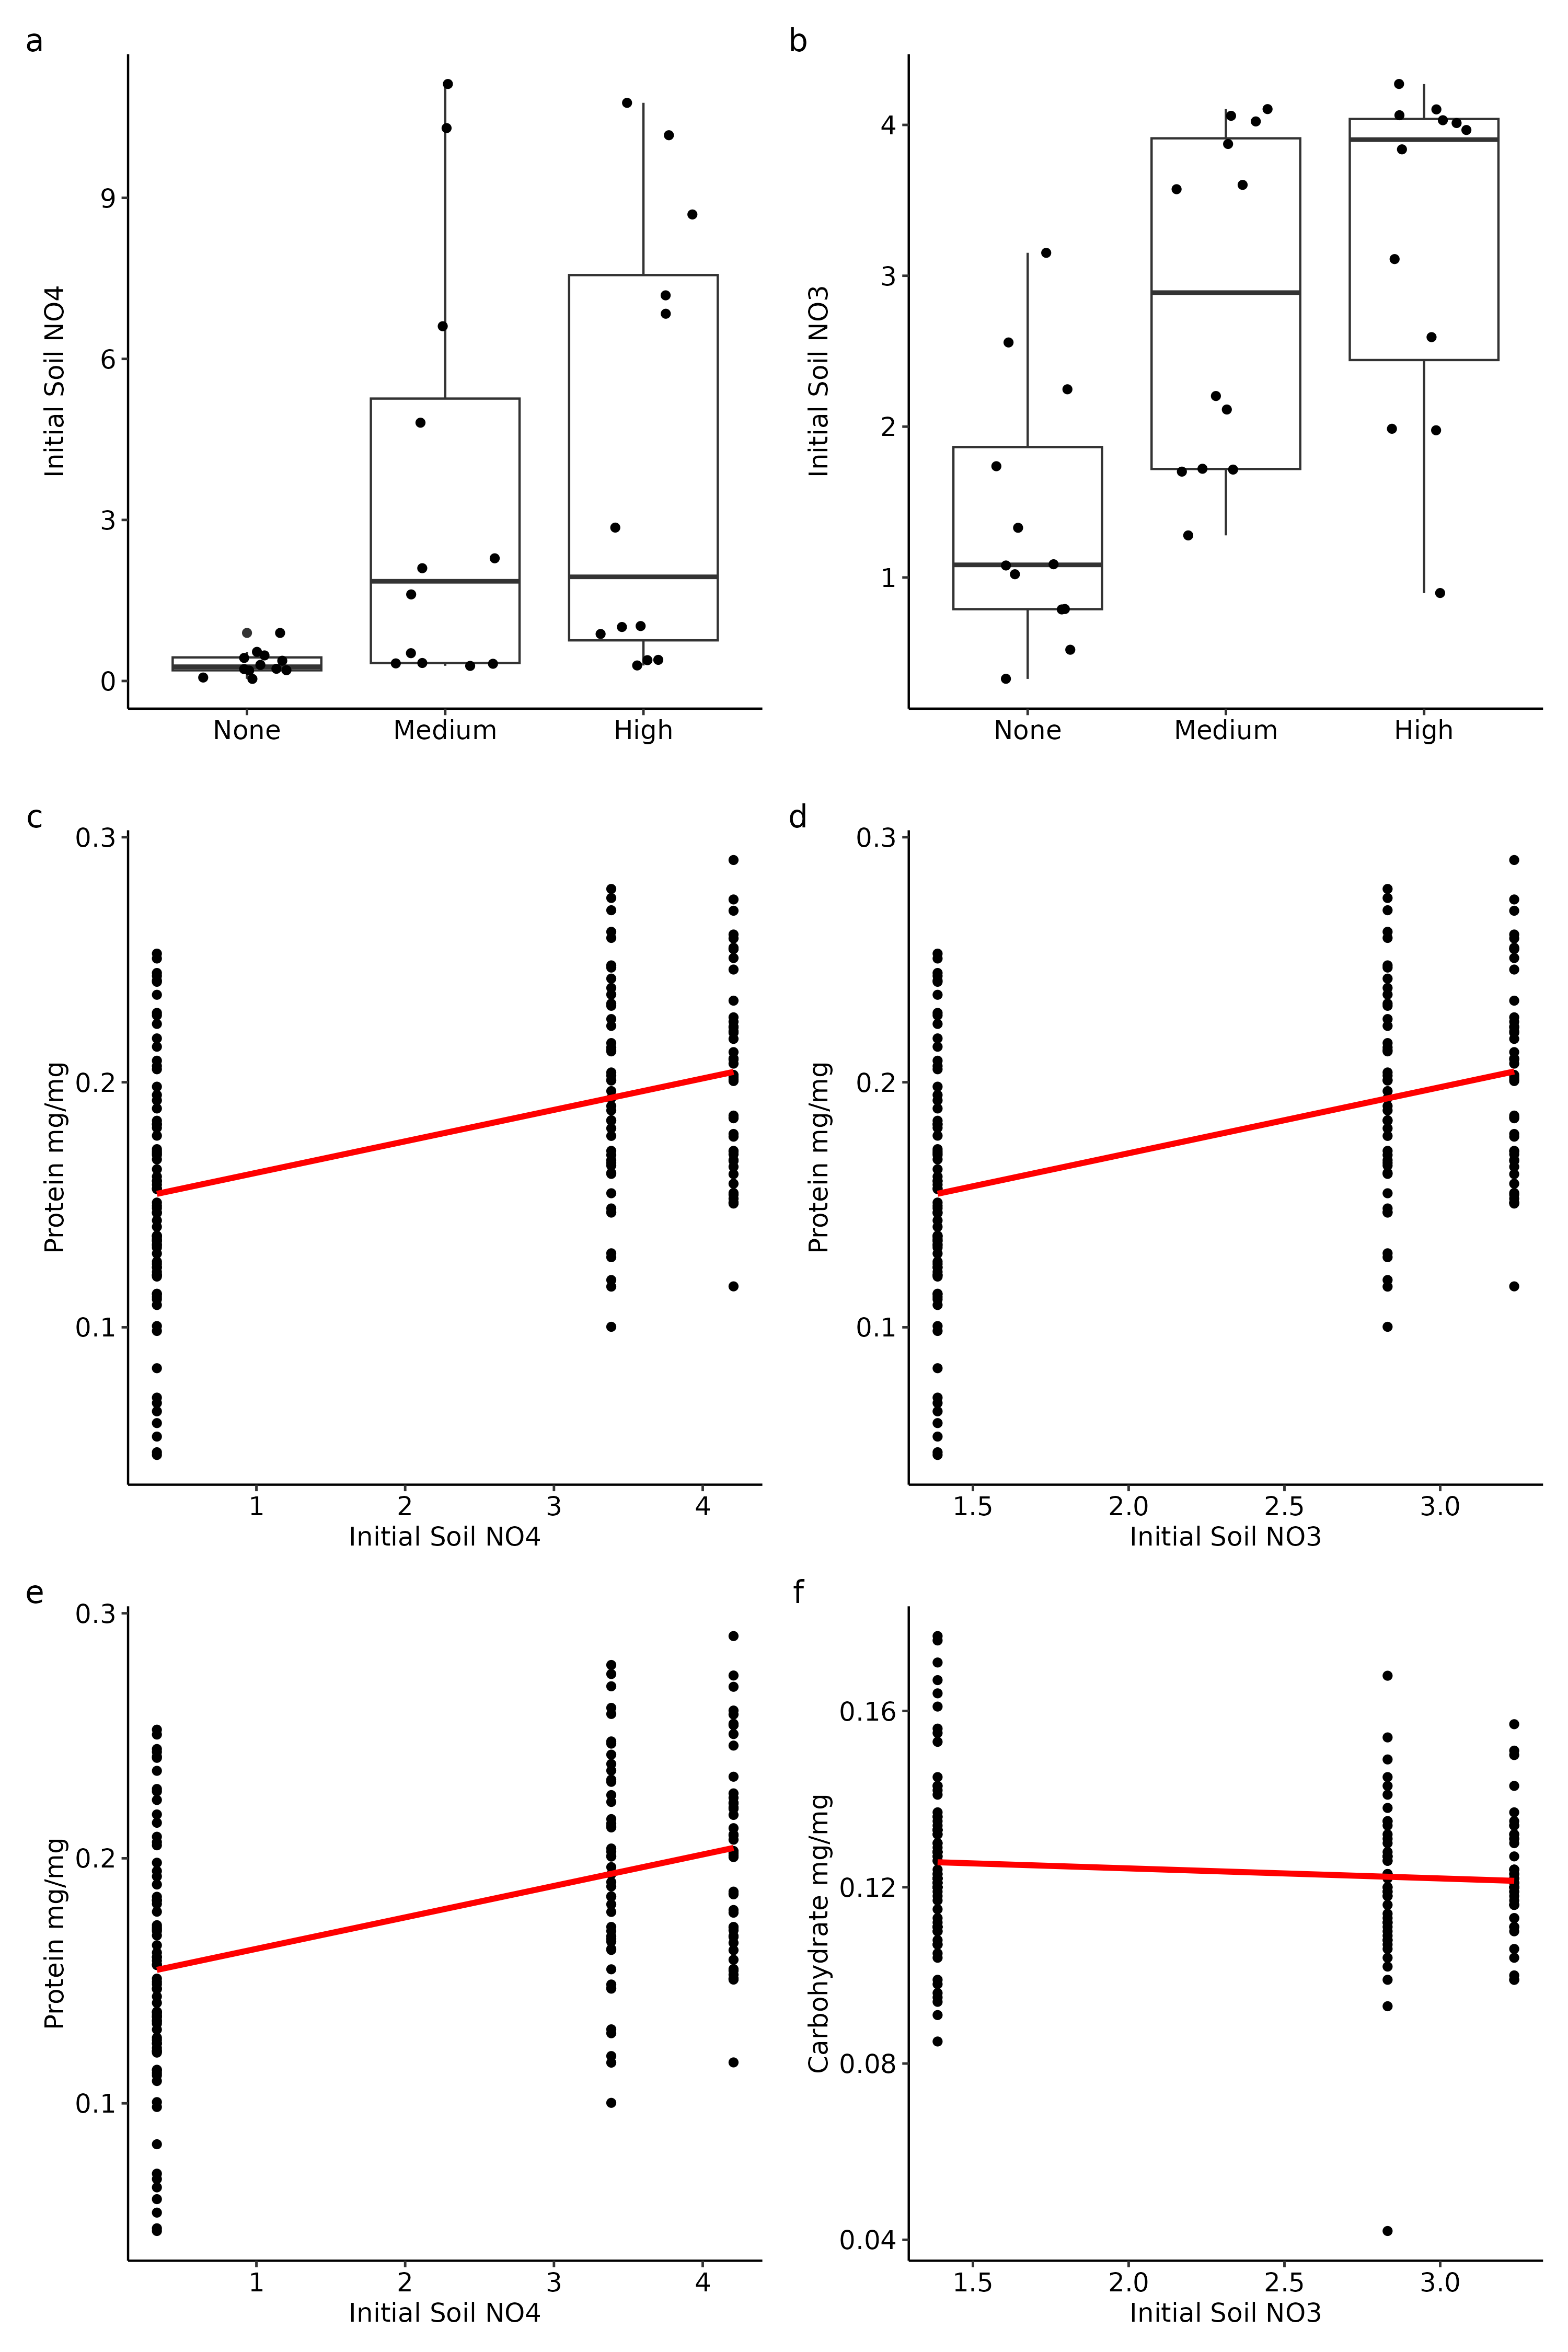 a
9
6
3
0
Initial Soil NO4
None Medium High
b
4
3
2
1
Initial Soil NO3
None Medium High
c
0.3
0.2
0.1
Protein mg/mg
1 2 3 4
Initial Soil NO4
d
0.3
0.2
0.1
Protein mg/mg
1.5 2.0 2.5 3.0
Initial Soil NO3
e
0.3
0.2
0.1
Protein mg/mg
1 2 3 4
Initial Soil NO4
f
0.16
0.12
0.08
0.04
Carbohydrate mg/mg
1.5 2.0 2.5 3.0
Initial Soil NO3